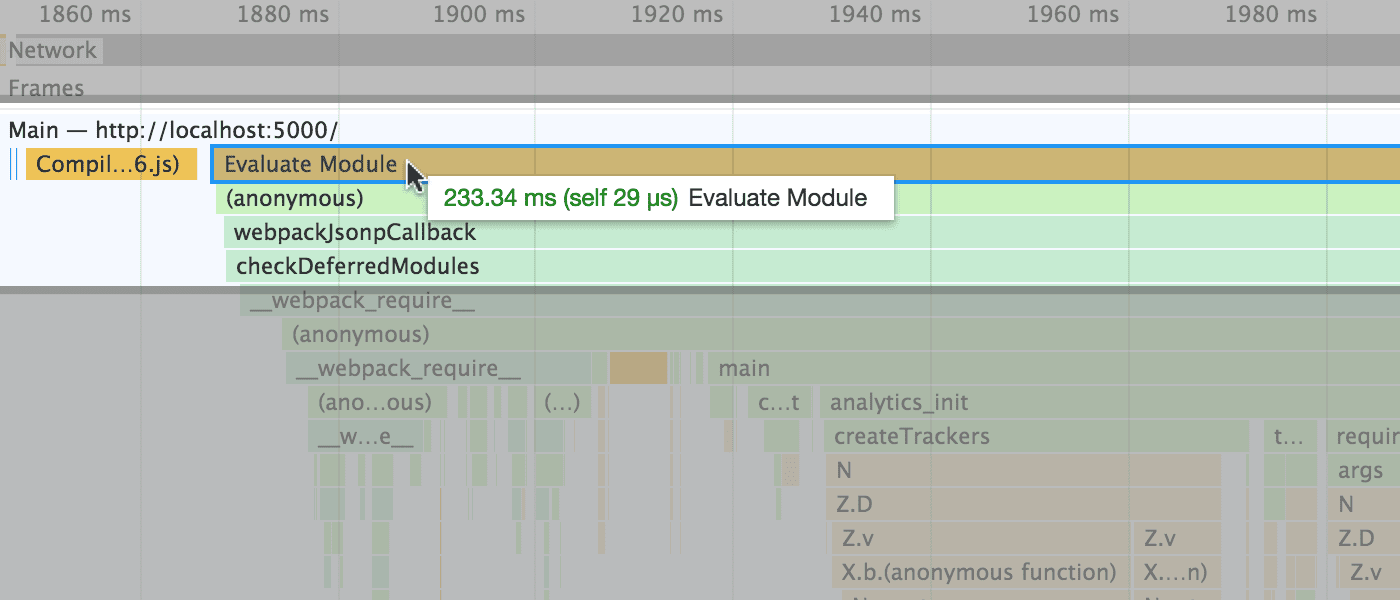 1860 ms 1880 ms 1900 ms 1920 ms 1940 ms 1960 ms 1980 ms
Network
Frames
Main — http://localhost:5000/
Compil…6.js) Evaluate Module
(anonymous) 233.34 ms (self 29 µs) Evaluate Module
webpackJsonpCallback
checkDeferredModules
__webpack_require__
(anonymous)
__webpack_require__ main
(ano…ous) (…) c…t analytics_init
__w…e__ createTrackers t… requir
N args
Z.D N
Z.v Z.v Z.D
X.b.(anonymous function) X.…n) Z.v